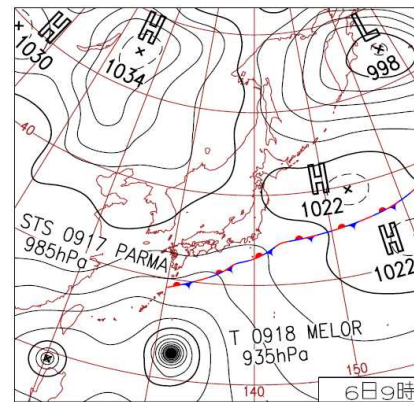 H
1030
H
1034
L
998
40
H
1022
H
1022
STS 0917 PARMA
985hPa
T 0918 MELOR
935hPa
140
150
6日9時